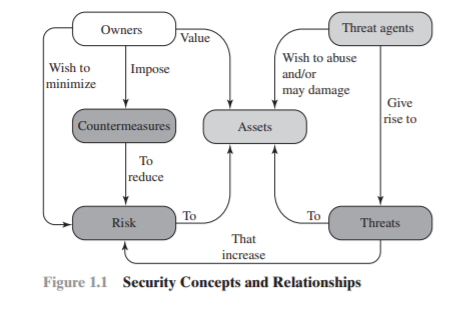 Owners
Value
Threat agents
Wish to
minimize
Impose
Wish to abuse
and/or
may damage
Give
rise to
Countermeasures
Assets
To
reduce
Risk
To
To
Threats
That
increase
Figure 1.1 Security Concepts and Relationships